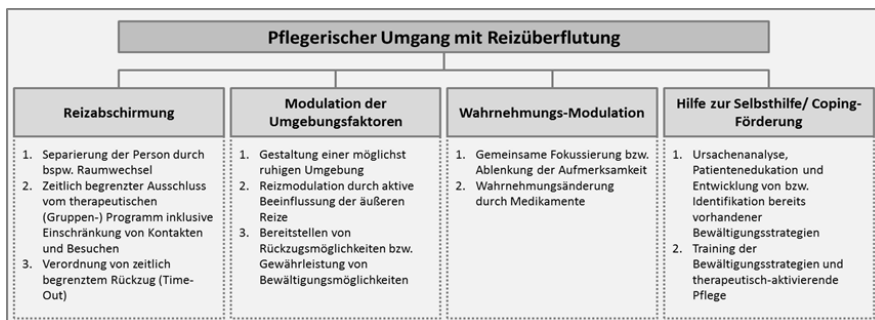 Pflegerischer Umgang mit Reizüberflutung
Reizabschirmung
1. Separierung der Person durch
bspw. Raumwechsel
2. Zeitlich begrenzter Ausschluss
vom therapeutischen
(Gruppen-) Programm inklusive
Einschränkung von Kontakten
und Besuchen
3. Verordnung von zeitlich
begrenztem Rückzug (Time-
Out)
Modulation der
Umgebungsfaktoren
1. Gestaltung einer möglichst
ruhigen Umgebung
2. Reizmodulation durch aktive
Beeinflussung der äußeren
Reize
3. Bereitstellen von
Rückzugsmöglichkeiten bzw.
Gewährleistung von
Bewältigungsmöglichkeiten
Wahrnehmungs-Modulation
1. Gemeinsame Fokussierung bzw.
Ablenkung der Aufmerksamkeit
2. Wahrnehmungsänderung
durch Medikamente
Hilfe zur Selbsthilfe/ Coping-
Förderung
1. Ursachenanalyse,
Patientenedukation und
Entwicklung von bzw.
Identifikation bereits
vorhandener
Bewältigungsstrategien
2. Training der
Bewältigungsstrategien und
therapeutisch-aktivierende
Pflege